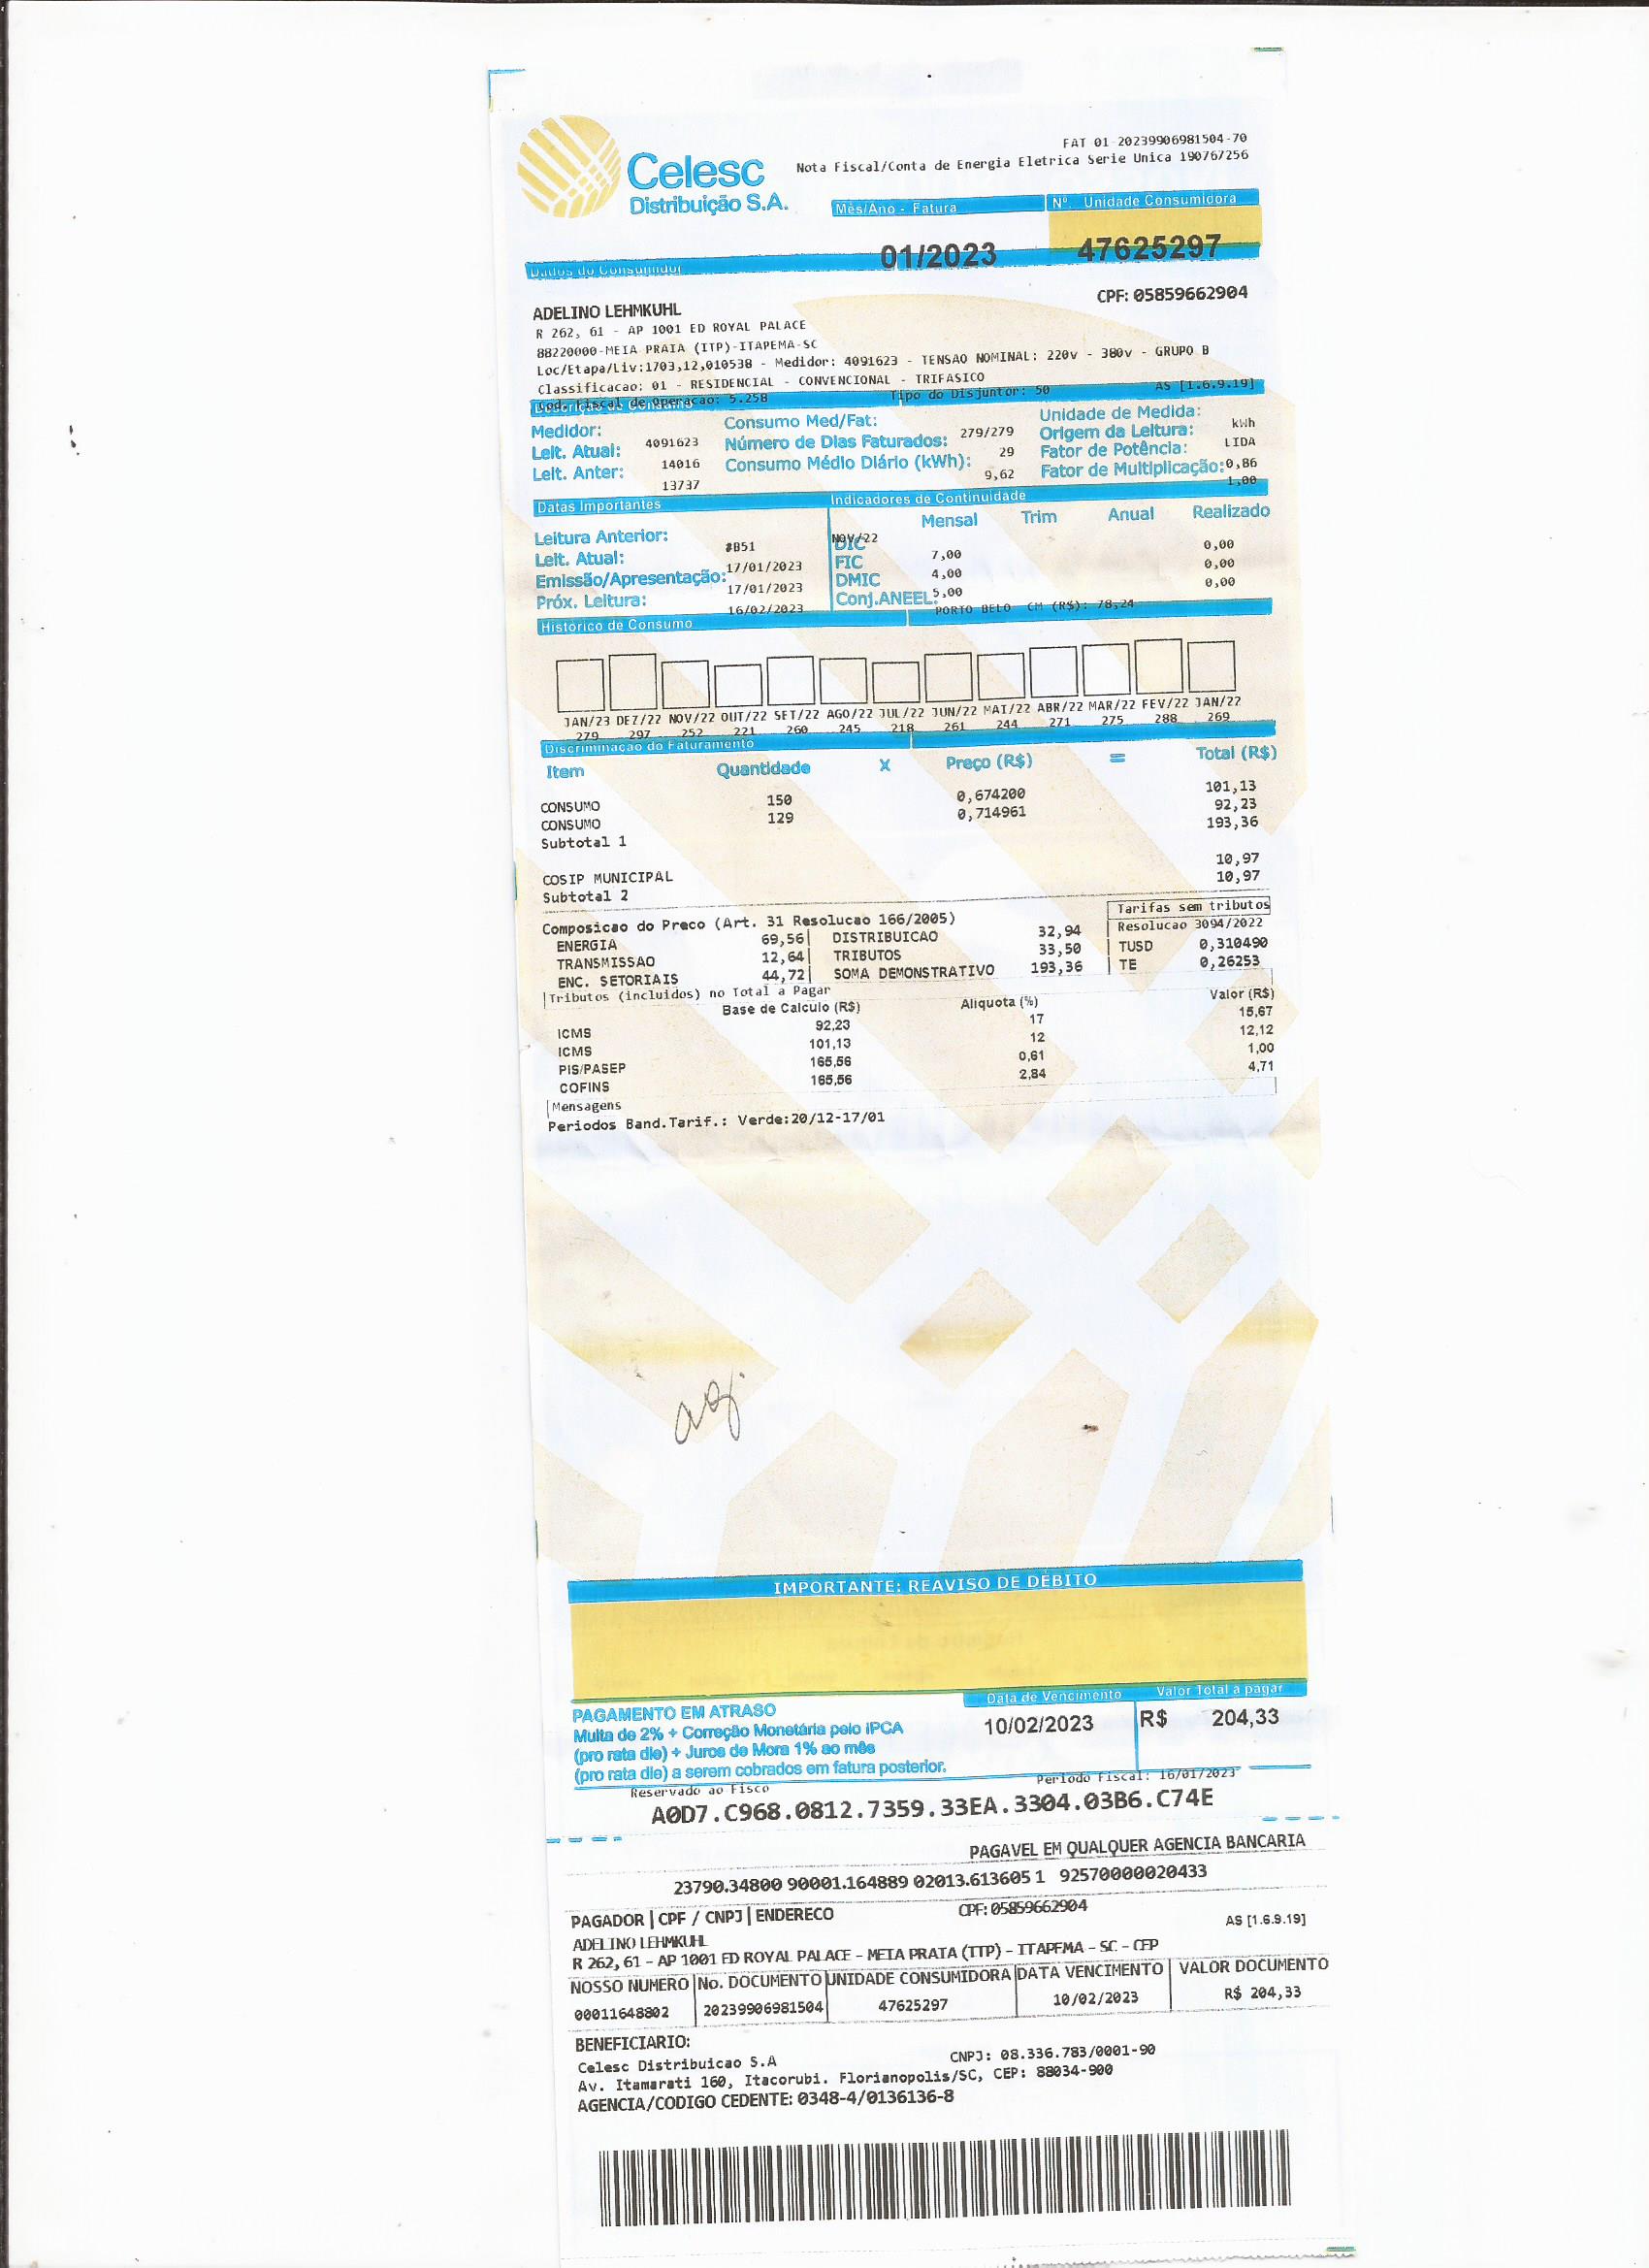 FAT 01-20239906981504-70
Nota Fiscal/Conta de Energia Eletrica Serie Unica 190767256
Celesc
Distribuição S.A.
Mês/Ano - Fatura
Nº Unidade Consumidora
01/2023
47625297
Dados do Consumidor
ADELINO LEHMKUHL
CPF: 05859662904
R 262, 61 - AP 1001 ED ROYAL PALACE
88220000-MEIA PRAIA (ITP)-ITAPEMA-SC
Loc/Etapa/Liv:1703,12,010538 - Medidor: 4091623 - TENSAO NOMINAL: 220v - 380v - GRUPO B
Classificacao: 01 - RESIDENCIAL - CONVENCIONAL - TRIFASICO
Cod. Fiscal de Operacao: 5.258 Tipo do Disjuntor: 50 AS [1.6.9.19]
Descrição do Consumo
Medidor: 4091623 Consumo Med/Fat: 279/279 Unidade de Medida: kWh
Leit. Atual: 14016 Número de Dias Faturados: 29 Origem da Leitura: LIDA
Leit. Anter: 13737 Consumo Médio Diário (kWh): 9,62 Fator de Potência: 0,86
Fator de Multiplicação: 1,00
Datas Importantes
Indicadores de Continuidade
Mensal Trim Anual Realizado
Leitura Anterior: #B51
Leit. Atual: 17/01/2023
Emissão/Apresentação: 17/01/2023
Próx. Leitura: 16/02/2023
NOV/22
DIC 7,00 0,00
FIC 4,00 0,00
DMIC 5,00 0,00
Conj.ANEEL: PORTO BELO CM (R$): 78,24
Histórico de Consumo
JAN/23 DEZ/22 NOV/22 OUT/22 SET/22 AGO/22 JUL/22 JUN/22 MAI/22 ABR/22 MAR/22 FEV/22 JAN/22
279 297 252 221 260 245 218 261 244 271 275 288 269
Discriminação do Faturamento
Item Quantidade X Preço (R$) = Total (R$)
CONSUMO 150 0,674200 101,13
CONSUMO 129 0,714961 92,23
Subtotal 1 193,36
COSIP MUNICIPAL 10,97
Subtotal 2 10,97
Composicao do Preco (Art. 31 Resolucao 166/2005)
Tarifas sem tributos
Resolucao 3094/2022
ENERGIA 69,56 DISTRIBUICAO 32,94 TUSD 0,310490
TRANSMISSAO 12,64 TRIBUTOS 33,50 TE 0,26253
ENC. SETORIAIS 44,72 SOMA DEMONSTRATIVO 193,36
Tributos (incluidos) no Total a Pagar
Base de Calculo (R$) Aliquota (%) Valor (R$)
ICMS 92,23 17 15,67
ICMS 101,13 12 12,12
PIS/PASEP 165,56 0,61 1,00
COFINS 165,56 2,84 4,71
Mensagens
Periodos Band.Tarif.: Verde:20/12-17/01
IMPORTANTE: REAVISO DE DÉBITO
PAGAMENTO EM ATRASO
Multa de 2% + Correção Monetária pelo IPCA
(pro rata die) + Juros de Mora 1% ao mês
(pro rata die) a serem cobrados em fatura posterior.
Data de Vencimento
Valor Total a pagar
10/02/2023
R$ 204,33
Reservado ao Fisco
Periodo Fiscal: 16/01/2023
A0D7.C968.0812.7359.33EA.3304.03B6.C74E
PAGAVEL EM QUALQUER AGENCIA BANCARIA
23790.34800 90001.164889 02013.613605 1 92570000020433
PAGADOR | CPF / CNPJ | ENDERECO
CPF: 05859662904
AS [1.6.9.19]
ADELINO LEHMKUHL
R 262, 61 - AP 1001 ED ROYAL PALACE - MEIA PRAIA (ITP) - ITAPEMA - SC - CEP
NOSSO NUMERO No. DOCUMENTO UNIDADE CONSUMIDORA DATA VENCIMENTO VALOR DOCUMENTO
00011648802 20239906981504 47625297 10/02/2023 R$ 204,33
BENEFICIARIO:
Celesc Distribuicao S.A CNPJ: 08.336.783/0001-90
Av. Itamarati 160, Itacorubi. Florianopolis/SC, CEP: 88034-900
AGENCIA/CODIGO CEDENTE: 0348-4/0136136-8